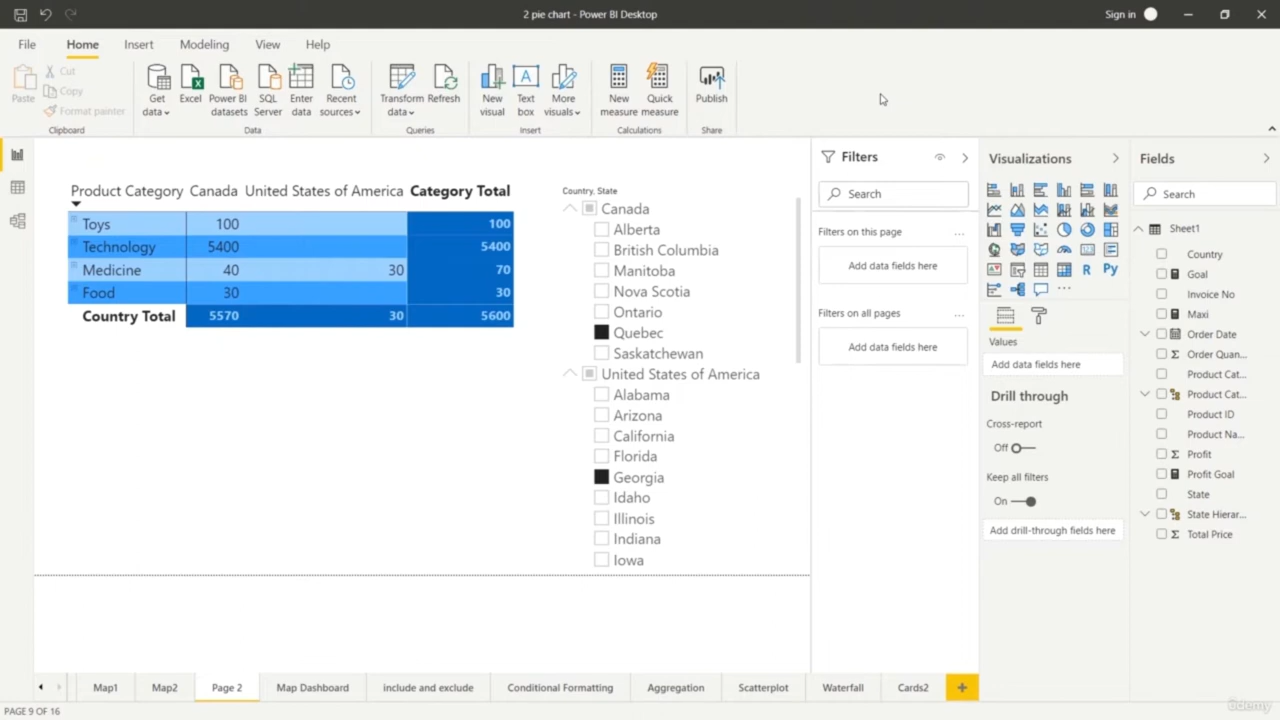 2 pie chart - Power BI Desktop
Sign in
File Home Insert Modeling View Help
Paste
Cut
Copy
Format painter
Clipboard
Get data
Excel
Power BI datasets
SQL Server
Enter data
Recent sources
Data
Transform data
Refresh
Queries
New visual
Text box
More visuals
Insert
New measure
Quick measure
Calculations
Publish
Share
Product Category Canada United States of America Category Total
Toys 100 100
Technology 5400 5400
Medicine 40 30 70
Food 30 30
Country Total 5570 30 5600
Country, State
Canada
Alberta
British Columbia
Manitoba
Nova Scotia
Ontario
Quebec
Saskatchewan
United States of America
Alabama
Arizona
California
Florida
Georgia
Idaho
Illinois
Indiana
Iowa
Filters
Search
Filters on this page ...
Add data fields here
Filters on all pages ...
Add data fields here
Visualizations
R Py
...
Values
Add data fields here
Drill through
Cross-report
Off
Keep all filters
On
Add drill-through fields here
Fields
Search
Sheet1
Country
Goal
Invoice No
Maxi
Order Date
Order Quan...
Product Cat...
Product Cat...
Product ID
Product Na...
Profit
Profit Goal
State
State Hierar...
Total Price
Map1 Map2 Page 2 Map Dashboard include and exclude Conditional Formatting Aggregation Scatterplot Waterfall Cards2 +
PAGE 9 OF 16
ûdemy